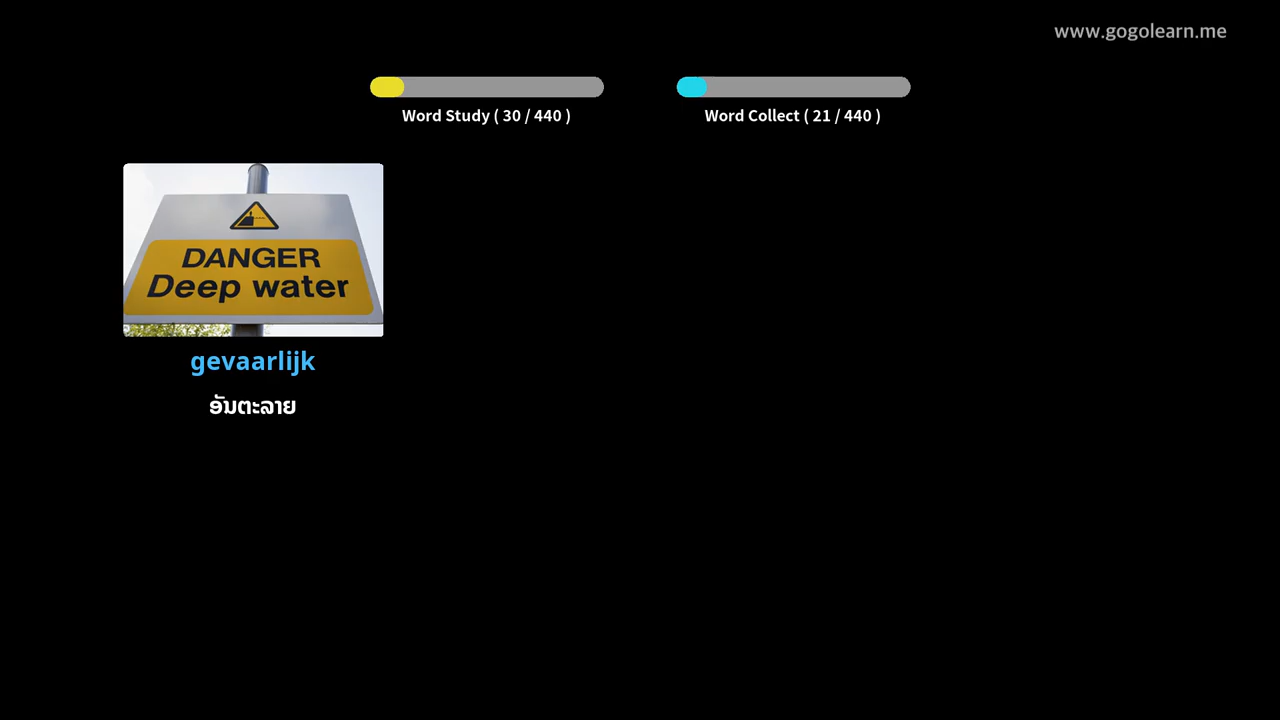 www.gogolearn.me
Word Study ( 30 / 440 )
Word Collect ( 21 / 440 )
DANGER
Deep water
gevaarlijk
ອັນຕະລາຍ